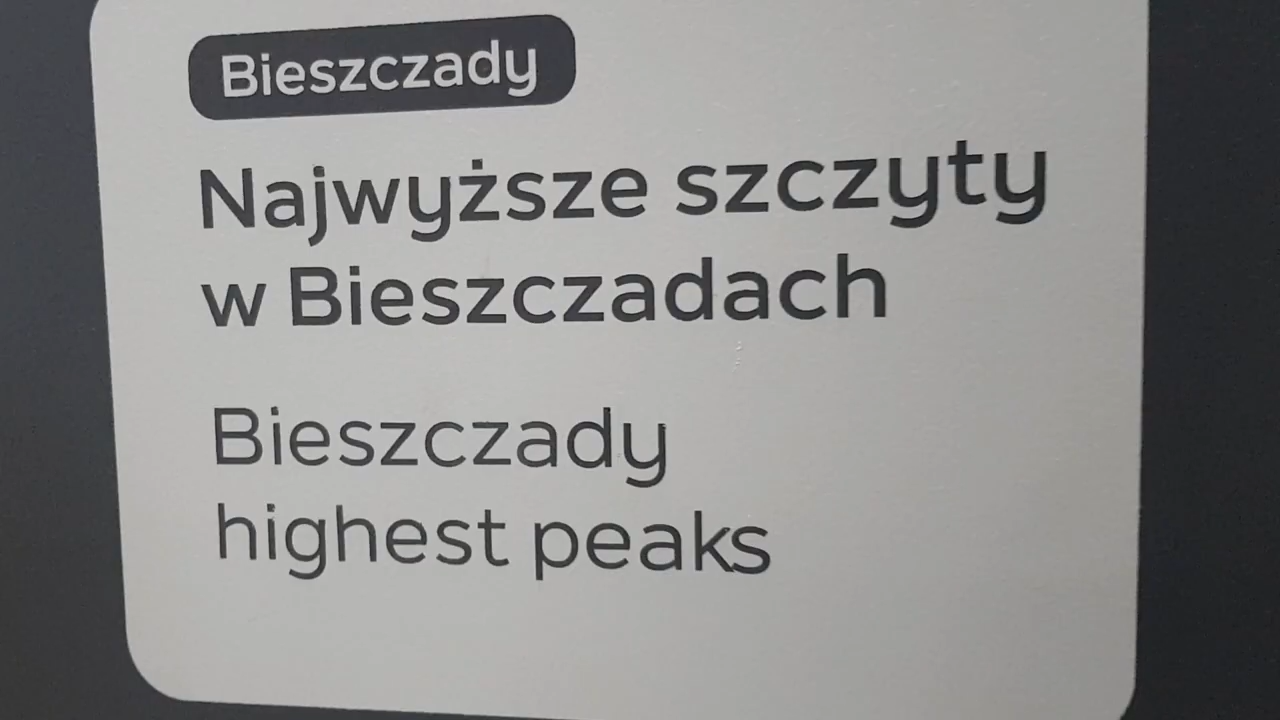 Bieszczady
Najwyższe szczyty
w Bieszczadach
Bieszczady
highest peaks